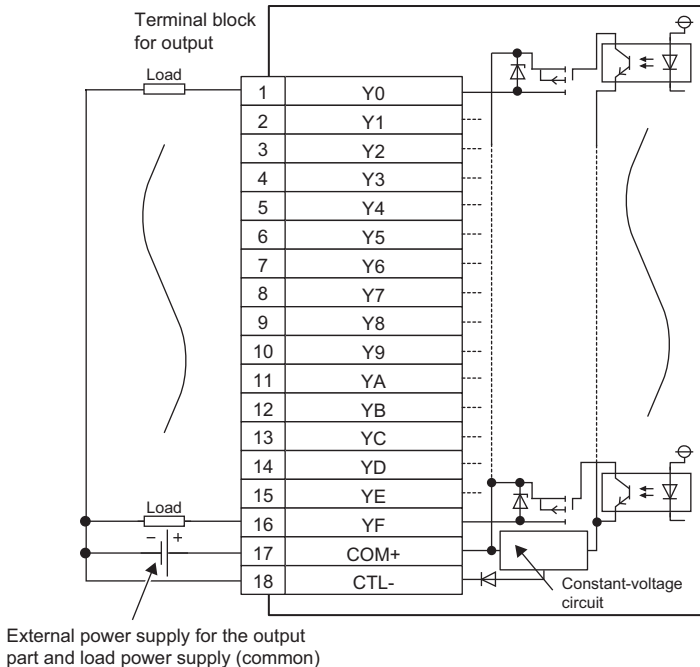 Terminal block
for output
Load
1 Y0
2 Y1
3 Y2
4 Y3
5 Y4
6 Y5
7 Y6
8 Y7
9 Y8
10 Y9
11 YA
12 YB
13 YC
14 YD
15 YE
Load
16 YF
− +
17 COM+
18 CTL-
Constant-voltage
circuit
External power supply for the output
part and load power supply (common)